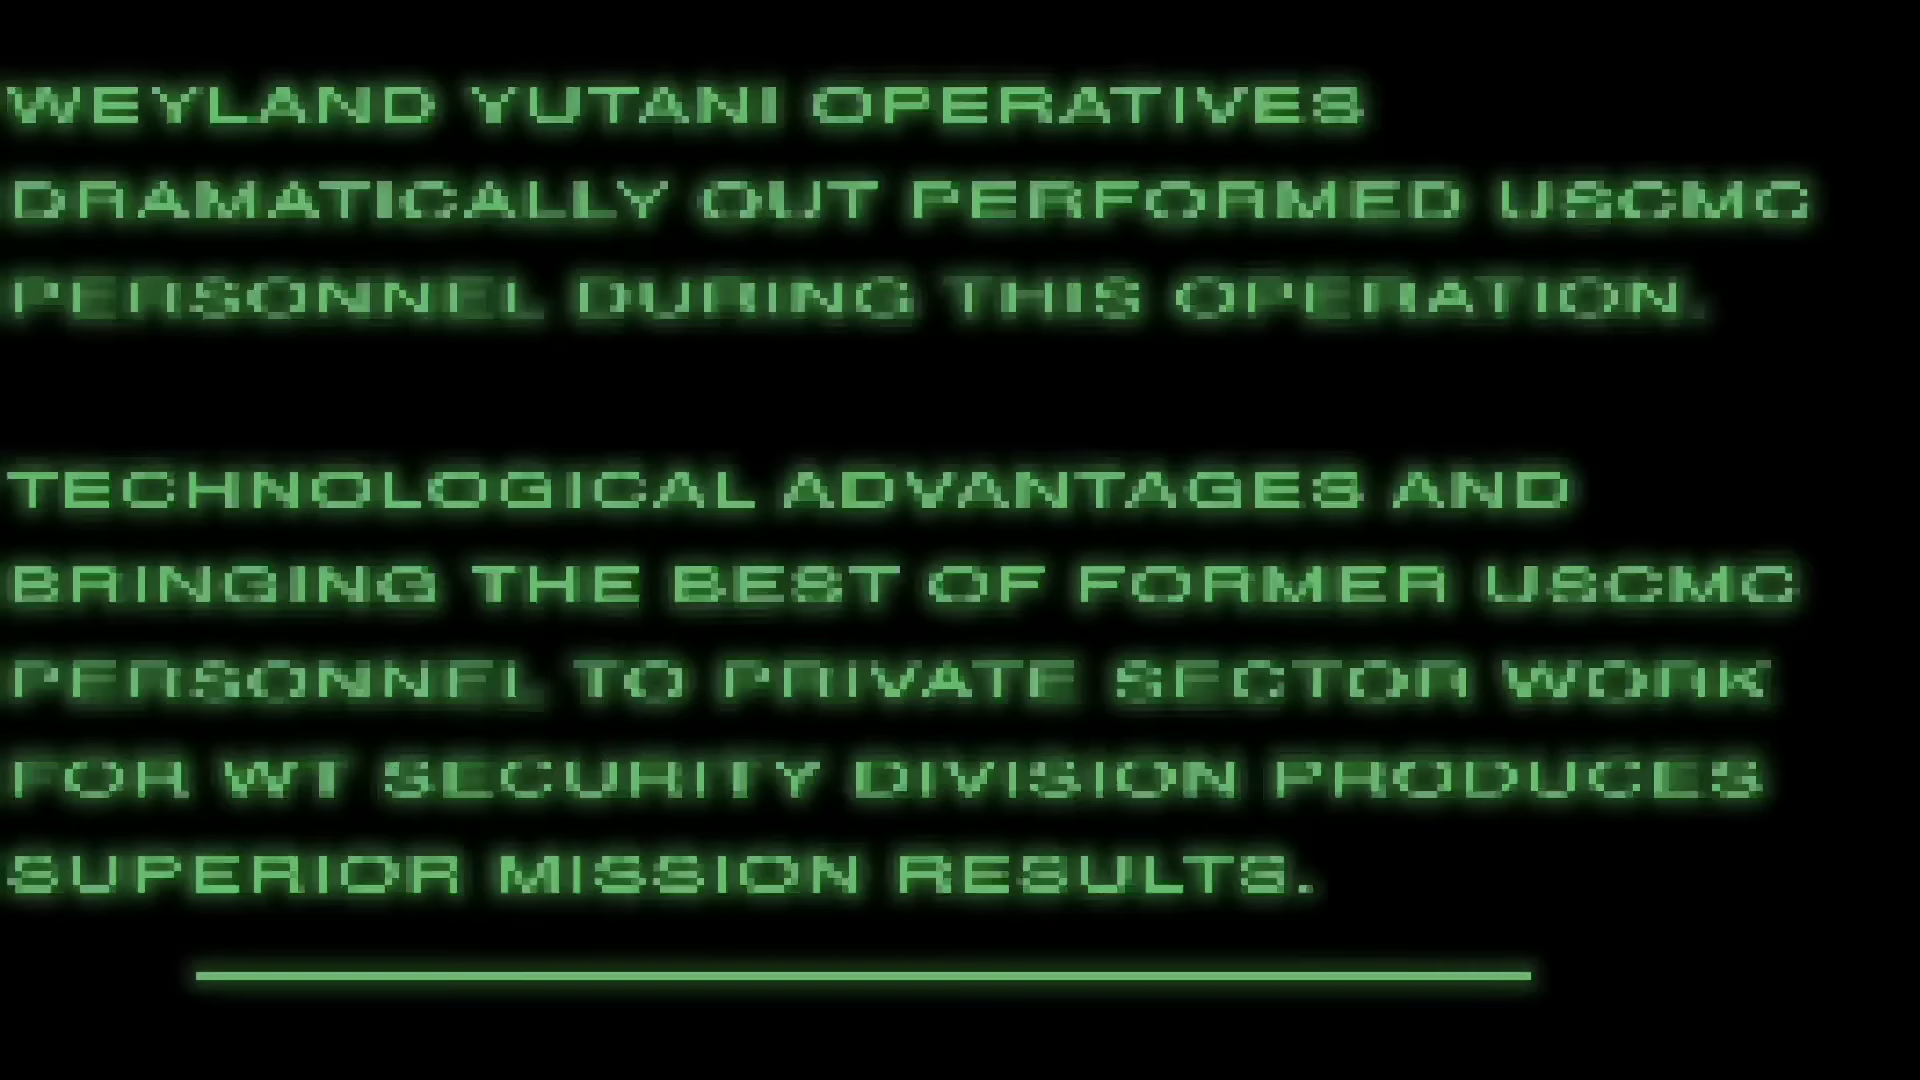 WEYLAND YUTANI OPERATIVES
DRAMATICALLY OUT PERFORMED USCMC
PERSONNEL DURING THIS OPERATION.
TECHNOLOGICAL ADVANTAGES AND
BRINGING THE BEST OF FORMER USCMC
PERSONNEL TO PRIVATE SECTOR WORK
FOR WT SECURITY DIVISION PRODUCES
SUPERIOR MISSION RESULTS.